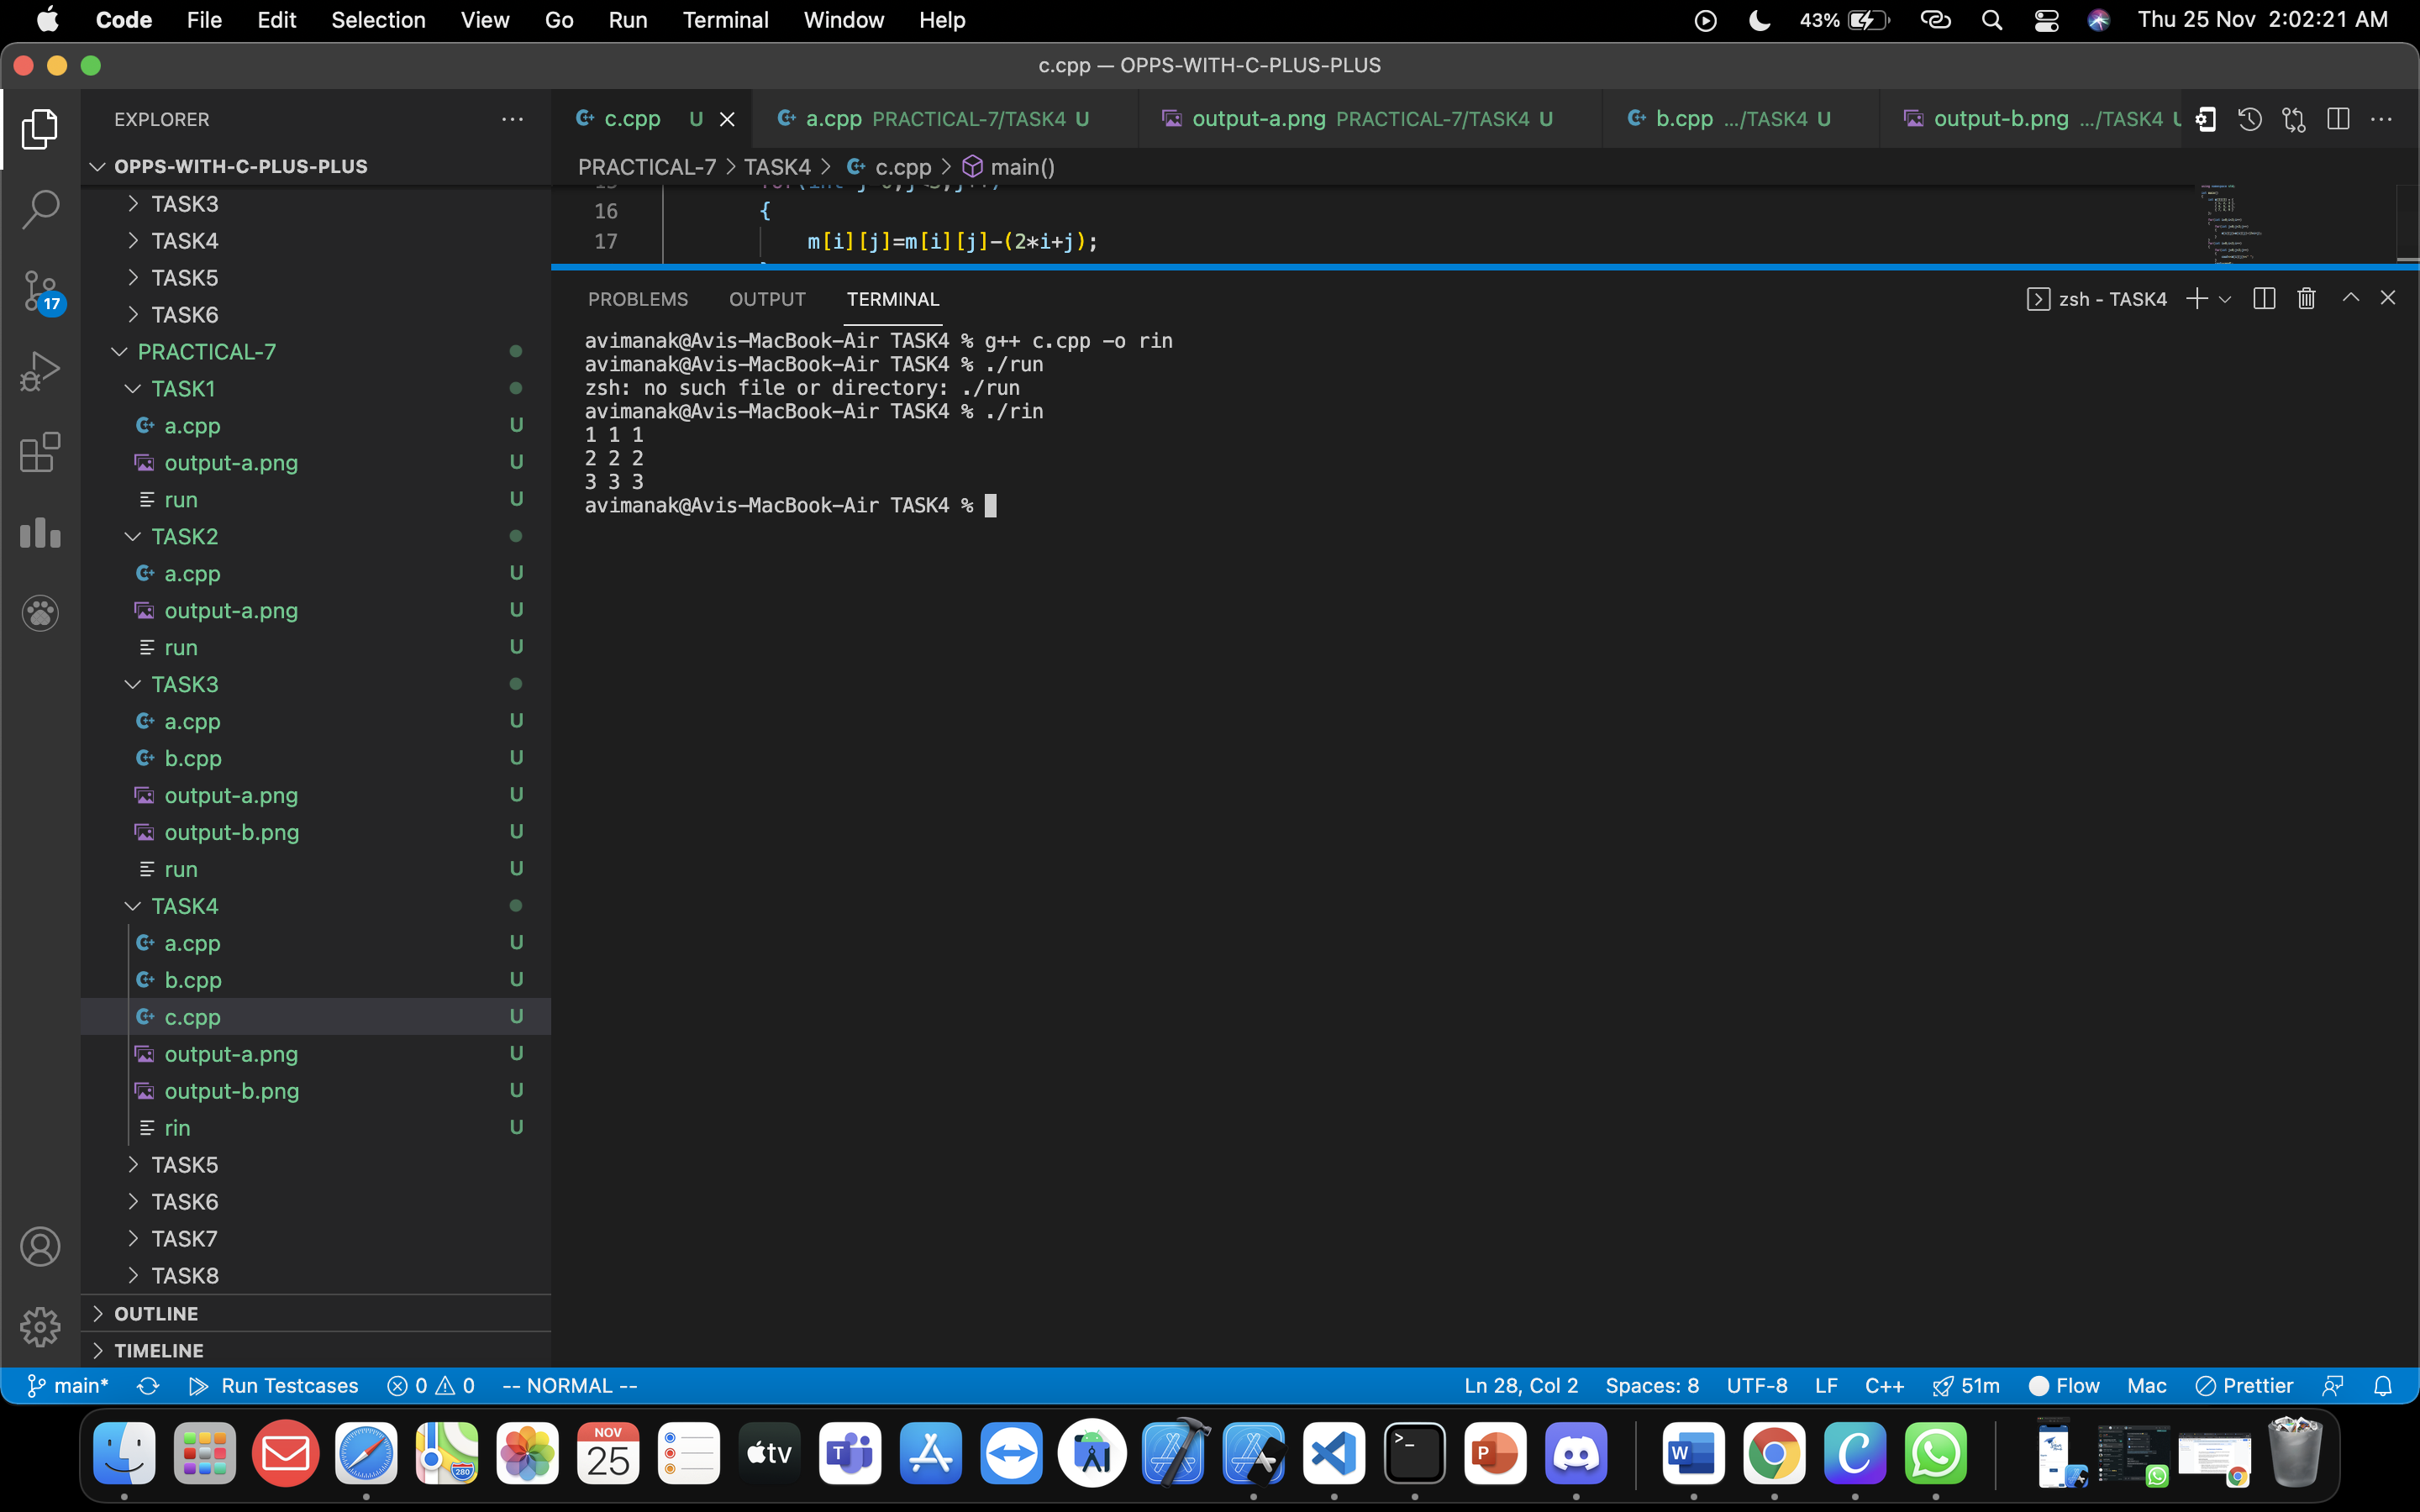 Code File Edit Selection View Go Run Terminal Window Help 43% Thu 25 Nov 2:02:21 AM
c.cpp — OPPS-WITH-C-PLUS-PLUS
EXPLORER
OPPS-WITH-C-PLUS-PLUS
TASK3
TASK4
TASK5
TASK6
PRACTICAL-7
TASK1
a.cpp U
output-a.png U
run U
TASK2
a.cpp U
output-a.png U
run U
TASK3
a.cpp U
b.cpp U
output-a.png U
output-b.png U
run U
TASK4
a.cpp U
b.cpp U
c.cpp U
output-a.png U
output-b.png U
rin U
TASK5
TASK6
TASK7
TASK8
OUTLINE
TIMELINE
17
c.cpp U a.cpp PRACTICAL-7/TASK4 U output-a.png PRACTICAL-7/TASK4 U b.cpp .../TASK4 U output-b.png .../TASK4 U
PRACTICAL-7 > TASK4 > c.cpp > main()
16 {
17 m[i][j]=m[i][j]-(2*i+j);
PROBLEMS OUTPUT TERMINAL zsh - TASK4
avimanak@Avis-MacBook-Air TASK4 % g++ c.cpp -o rin
avimanak@Avis-MacBook-Air TASK4 % ./run
zsh: no such file or directory: ./run
avimanak@Avis-MacBook-Air TASK4 % ./rin
1 1 1
2 2 2
3 3 3
avimanak@Avis-MacBook-Air TASK4 %
main* Run Testcases 0 0 -- NORMAL -- Ln 28, Col 2 Spaces: 8 UTF-8 LF C++ 51m Flow Mac Prettier
280
NOV
25
tv
T
>_
P
W
C